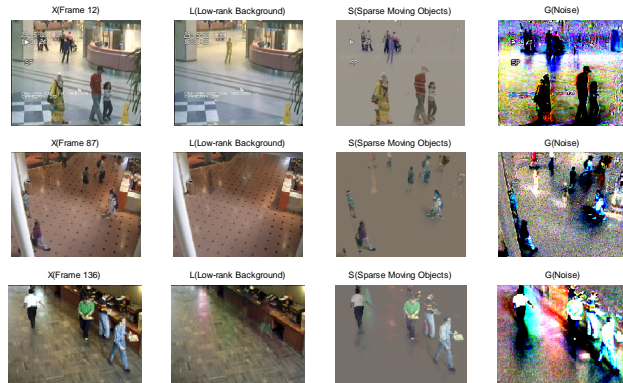 X(Frame 12) L(Low-rank Background) S(Sparse Moving Objects) G(Noise)
X(Frame 87) L(Low-rank Background) S(Sparse Moving Objects) G(Noise)
X(Frame 136) L(Low-rank Background) S(Sparse Moving Objects) G(Noise)